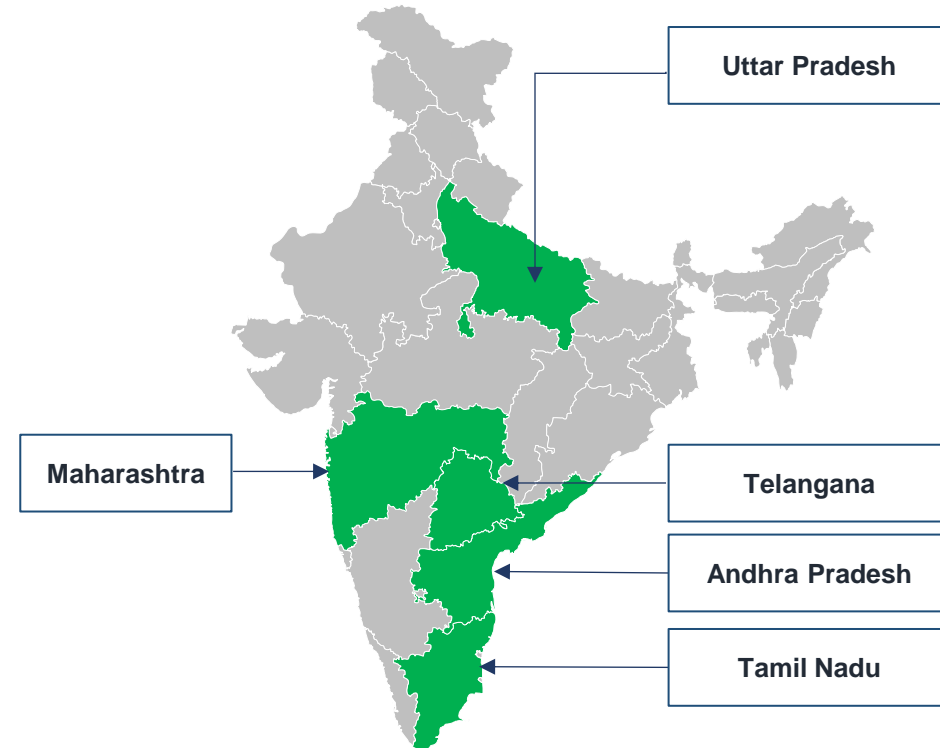 Uttar Pradesh
Maharashtra
Telangana
Andhra Pradesh
Tamil Nadu